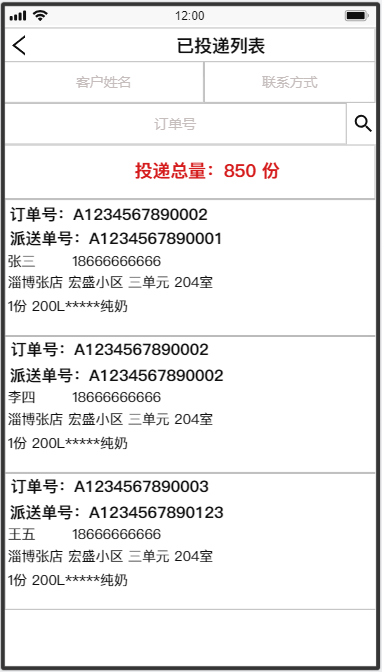 12:00
已投递列表
客户姓名 联系方式
订单号
投递总量：850 份
订单号：A1234567890002
派送单号：A1234567890001
张三 18666666666
淄博张店 宏盛小区 三单元 204室
1份 200L*****纯奶
订单号：A1234567890002
派送单号：A1234567890002
李四 18666666666
淄博张店 宏盛小区 三单元 204室
1份 200L*****纯奶
订单号：A1234567890003
派送单号：A1234567890123
王五 18666666666
淄博张店 宏盛小区 三单元 204室
1份 200L*****纯奶